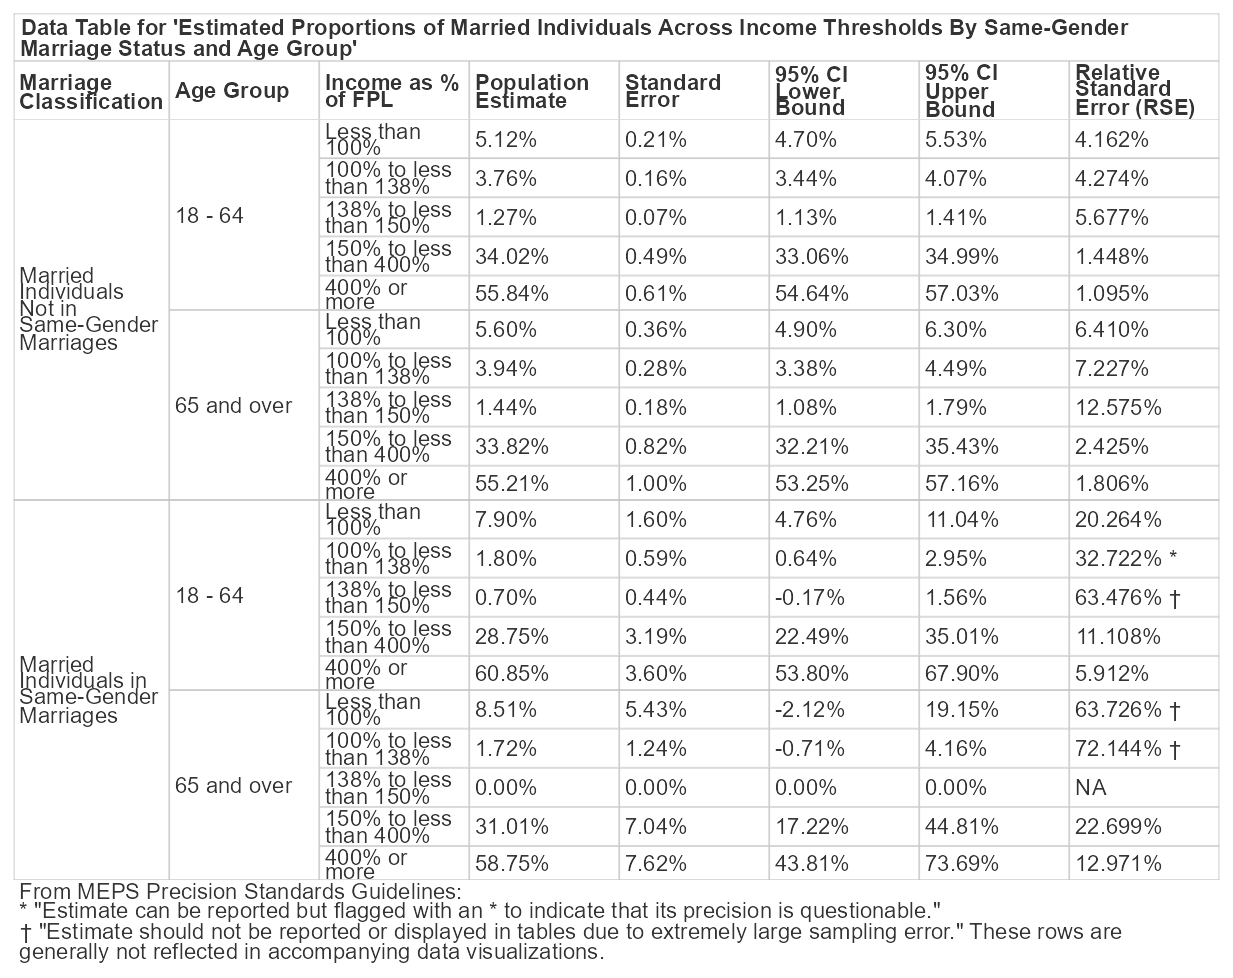 Data Table for 'Estimated Proportions of Married Individuals Across Income Thresholds By Same-Gender
Marriage Status and Age Group'
Marriage Classification | Age Group | Income as % of FPL | Population Estimate | Standard Error | 95% CI Lower Bound | 95% CI Upper Bound | Relative Standard Error (RSE)
Married Individuals Not in Same-Gender Marriages
18 - 64
Less than 100% | 5.12% | 0.21% | 4.70% | 5.53% | 4.162%
100% to less than 138% | 3.76% | 0.16% | 3.44% | 4.07% | 4.274%
138% to less than 150% | 1.27% | 0.07% | 1.13% | 1.41% | 5.677%
150% to less than 400% | 34.02% | 0.49% | 33.06% | 34.99% | 1.448%
400% or more | 55.84% | 0.61% | 54.64% | 57.03% | 1.095%
65 and over
Less than 100% | 5.60% | 0.36% | 4.90% | 6.30% | 6.410%
100% to less than 138% | 3.94% | 0.28% | 3.38% | 4.49% | 7.227%
138% to less than 150% | 1.44% | 0.18% | 1.08% | 1.79% | 12.575%
150% to less than 400% | 33.82% | 0.82% | 32.21% | 35.43% | 2.425%
400% or more | 55.21% | 1.00% | 53.25% | 57.16% | 1.806%
Married Individuals in Same-Gender Marriages
18 - 64
Less than 100% | 7.90% | 1.60% | 4.76% | 11.04% | 20.264%
100% to less than 138% | 1.80% | 0.59% | 0.64% | 2.95% | 32.722% *
138% to less than 150% | 0.70% | 0.44% | -0.17% | 1.56% | 63.476% †
150% to less than 400% | 28.75% | 3.19% | 22.49% | 35.01% | 11.108%
400% or more | 60.85% | 3.60% | 53.80% | 67.90% | 5.912%
65 and over
Less than 100% | 8.51% | 5.43% | -2.12% | 19.15% | 63.726% †
100% to less than 138% | 1.72% | 1.24% | -0.71% | 4.16% | 72.144% †
138% to less than 150% | 0.00% | 0.00% | 0.00% | 0.00% | NA
150% to less than 400% | 31.01% | 7.04% | 17.22% | 44.81% | 22.699%
400% or more | 58.75% | 7.62% | 43.81% | 73.69% | 12.971%
From MEPS Precision Standards Guidelines:
* "Estimate can be reported but flagged with an * to indicate that its precision is questionable."
† "Estimate should not be reported or displayed in tables due to extremely large sampling error." These rows are
generally not reflected in accompanying data visualizations.